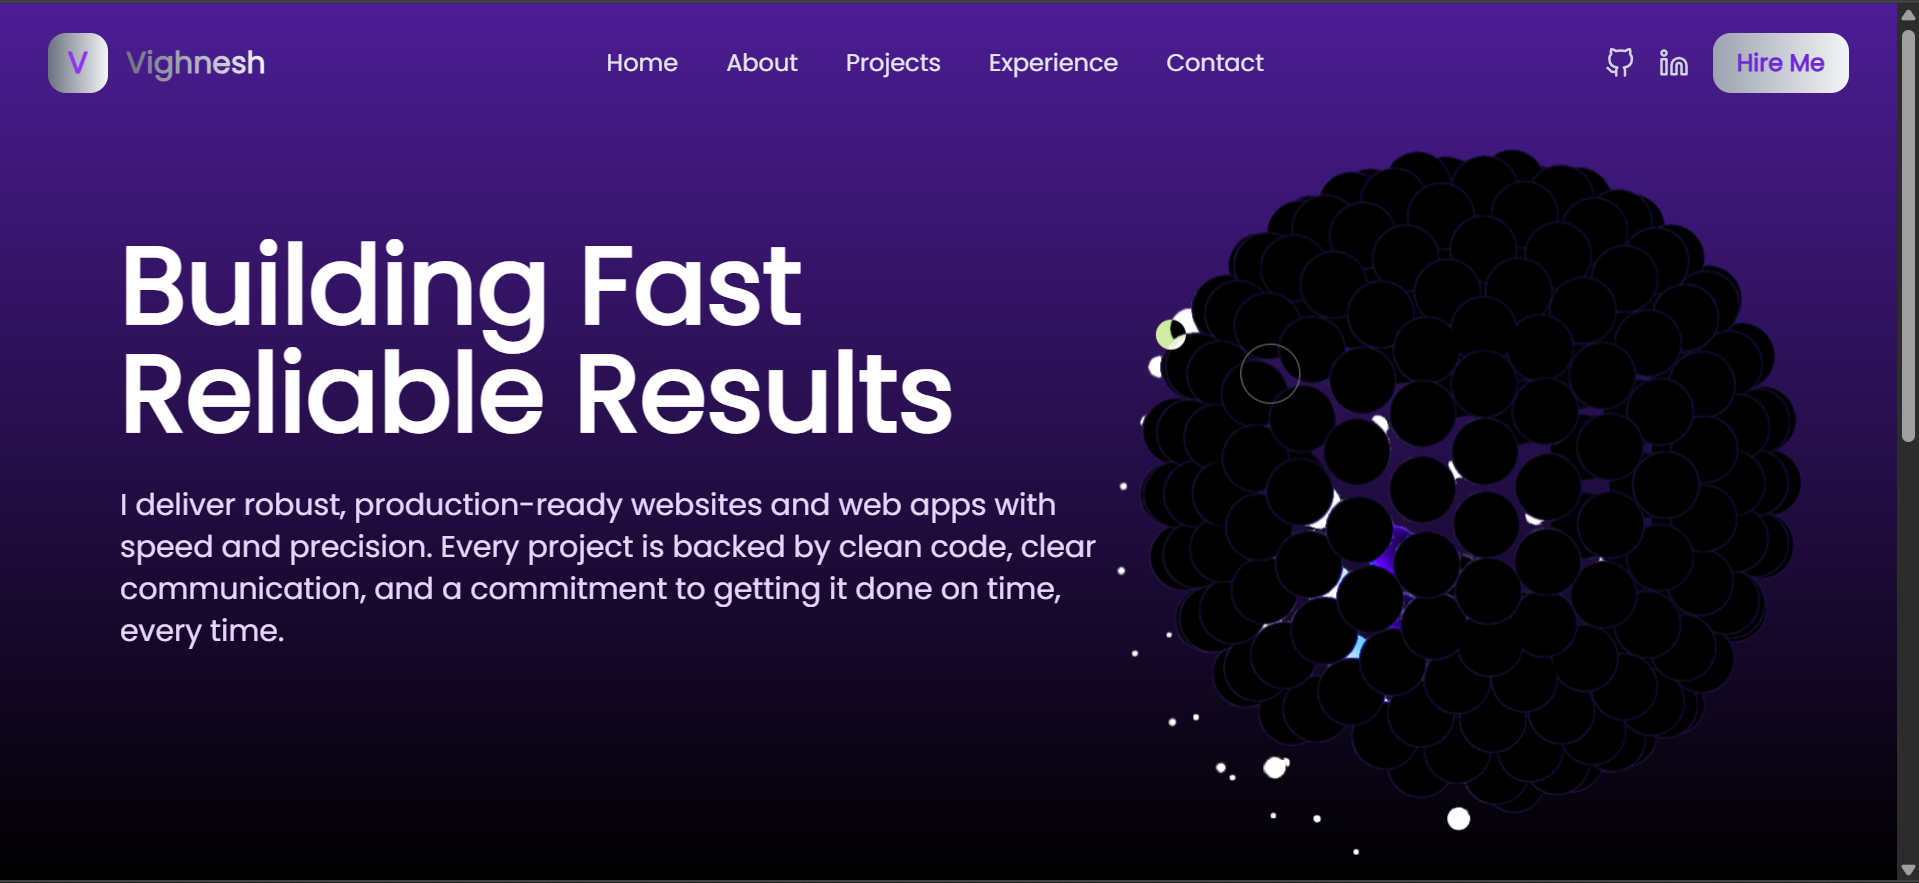 V Vighnesh Home About Projects Experience Contact Hire Me
Building Fast
Reliable Results
I deliver robust, production-ready websites and web apps with
speed and precision. Every project is backed by clean code, clear
communication, and a commitment to getting it done on time,
every time.